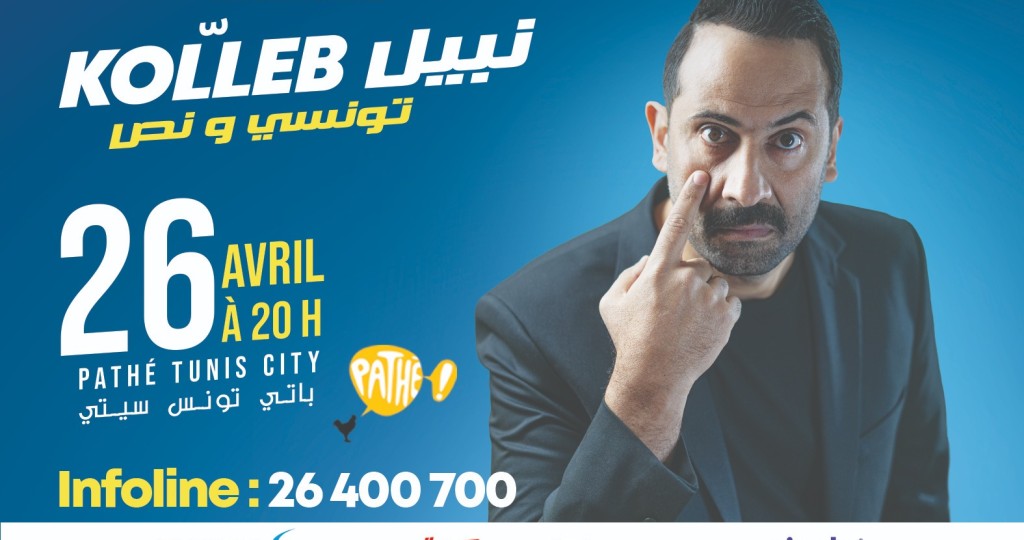 KOLLEB نبيل
تونسي و نص
26 AVRIL
À 20 H
PATHÉ TUNIS CITY
باتي تونس سيتي
PATHÉ !
Infoline : 26 400 700